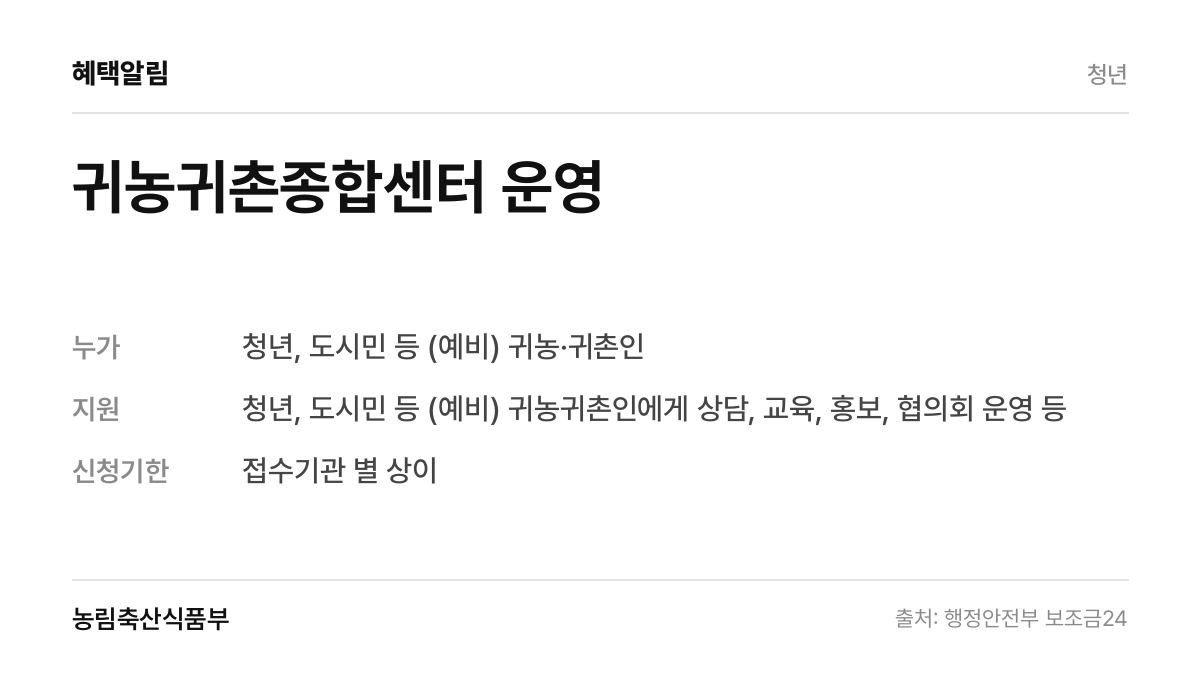 혜택알림
청년
귀농귀촌종합센터 운영
누가 청년, 도시민 등 (예비) 귀농·귀촌인
지원 청년, 도시민 등 (예비) 귀농귀촌인에게 상담, 교육, 홍보, 협의회 운영 등
신청기한 접수기관 별 상이
농림축산식품부
출처: 행정안전부 보조금24